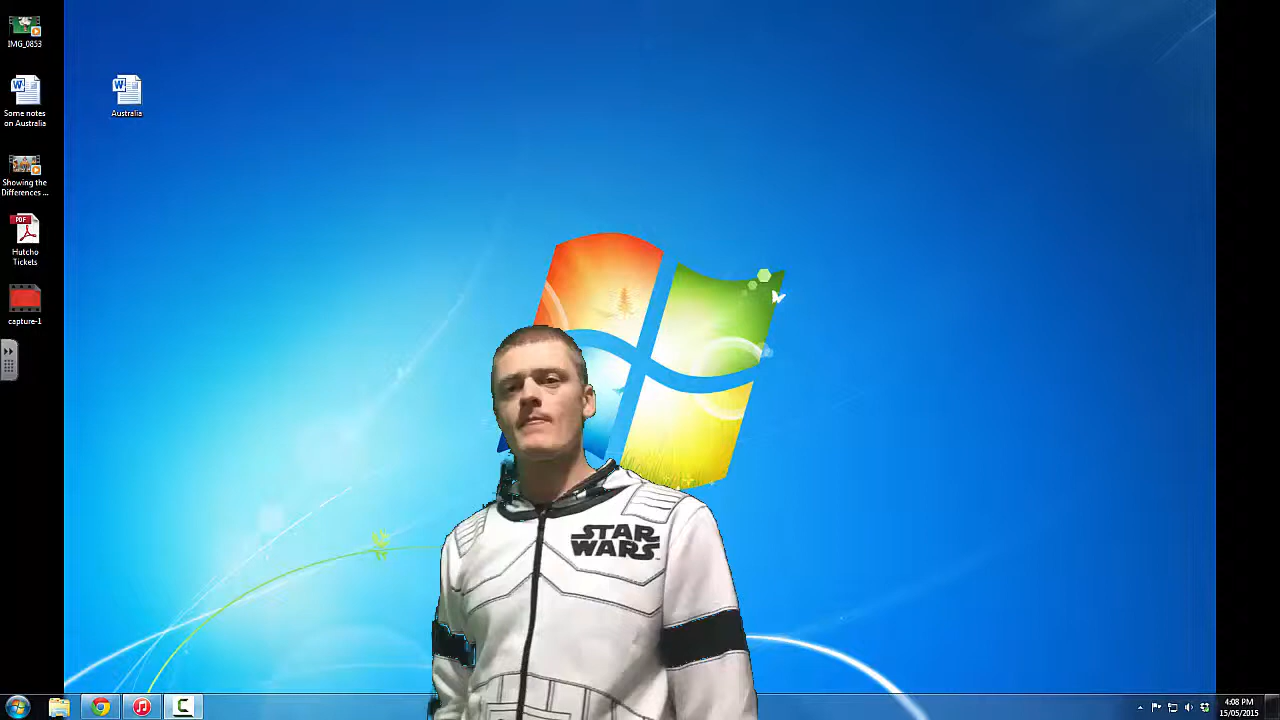 IMG_0853
Some notes
on Australia
Australia
Showing the
Differences ...
PDF
Hutcho
Tickets
capture-1
STAR
WARS
4:08 PM
15/05/2015